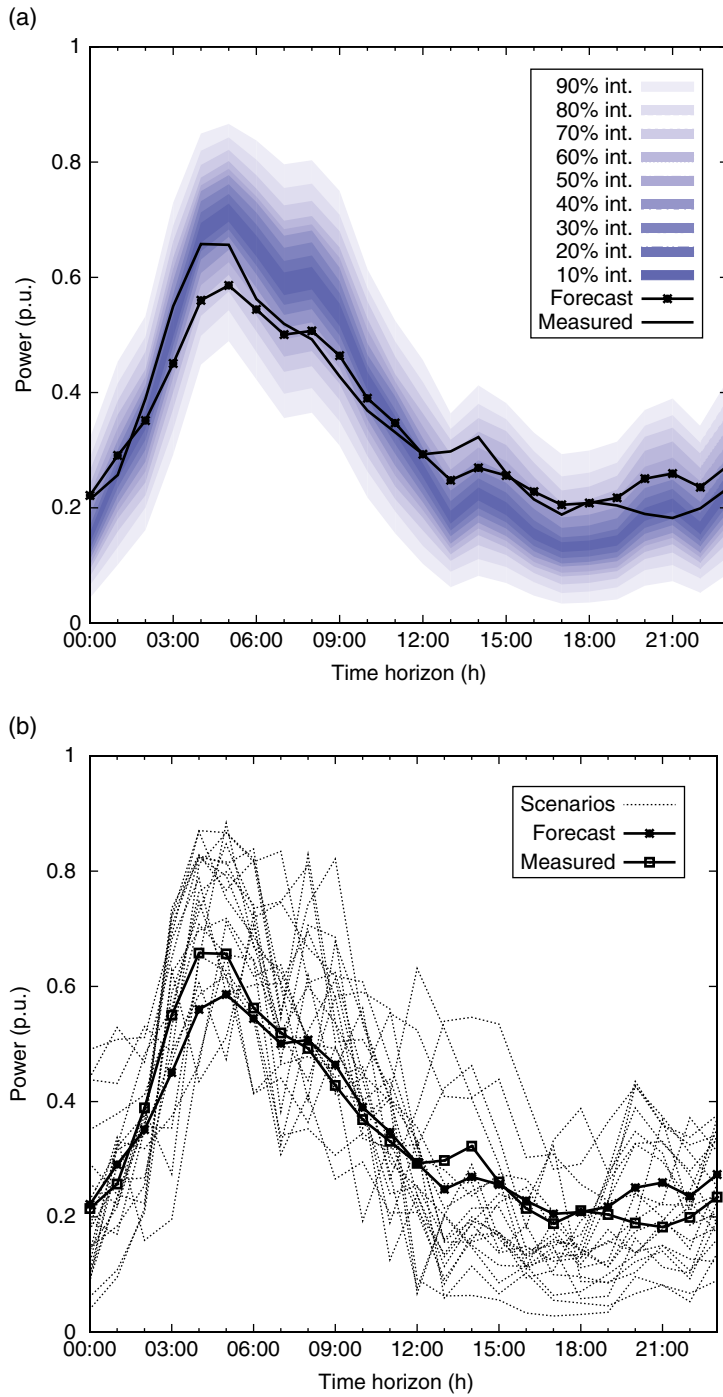 (a)
1
0.8
0.6
0.4
0.2
0
Power (p.u.)
90% int.
80% int.
70% int.
60% int.
50% int.
40% int.
30% int.
20% int.
10% int.
Forecast
Measured
00:00 03:00 06:00 09:00 12:00 15:00 18:00 21:00
Time horizon (h)
(b)
1
0.8
0.6
0.4
0.2
0
Power (p.u.)
Scenarios
Forecast
Measured
00:00 03:00 06:00 09:00 12:00 15:00 18:00 21:00
Time horizon (h)